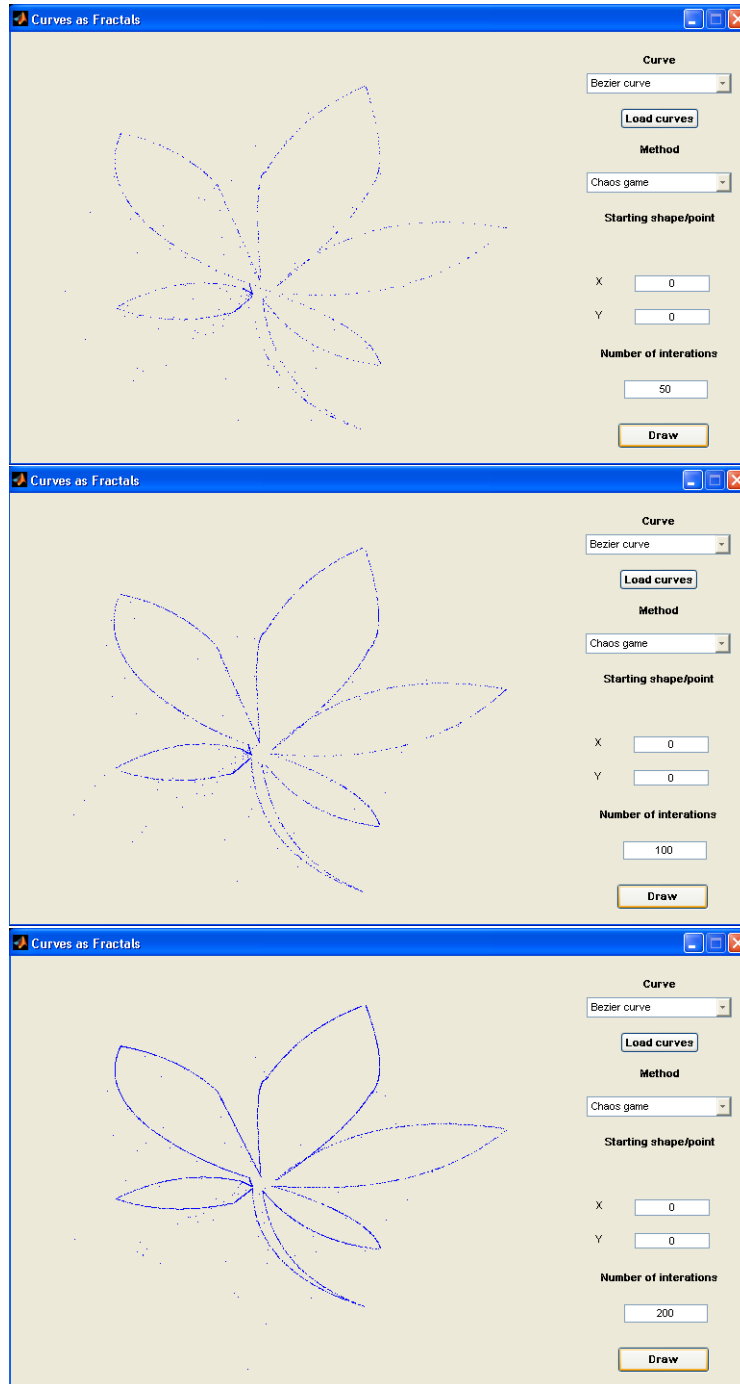 Curves as Fractals
Curve
Bezier curve
Load curves
Method
Chaos game
Starting shape/point
X 0
Y 0
Number of interations
50
Draw
Curves as Fractals
Curve
Bezier curve
Load curves
Method
Chaos game
Starting shape/point
X 0
Y 0
Number of interations
100
Draw
Curves as Fractals
Curve
Bezier curve
Load curves
Method
Chaos game
Starting shape/point
X 0
Y 0
Number of interations
200
Draw